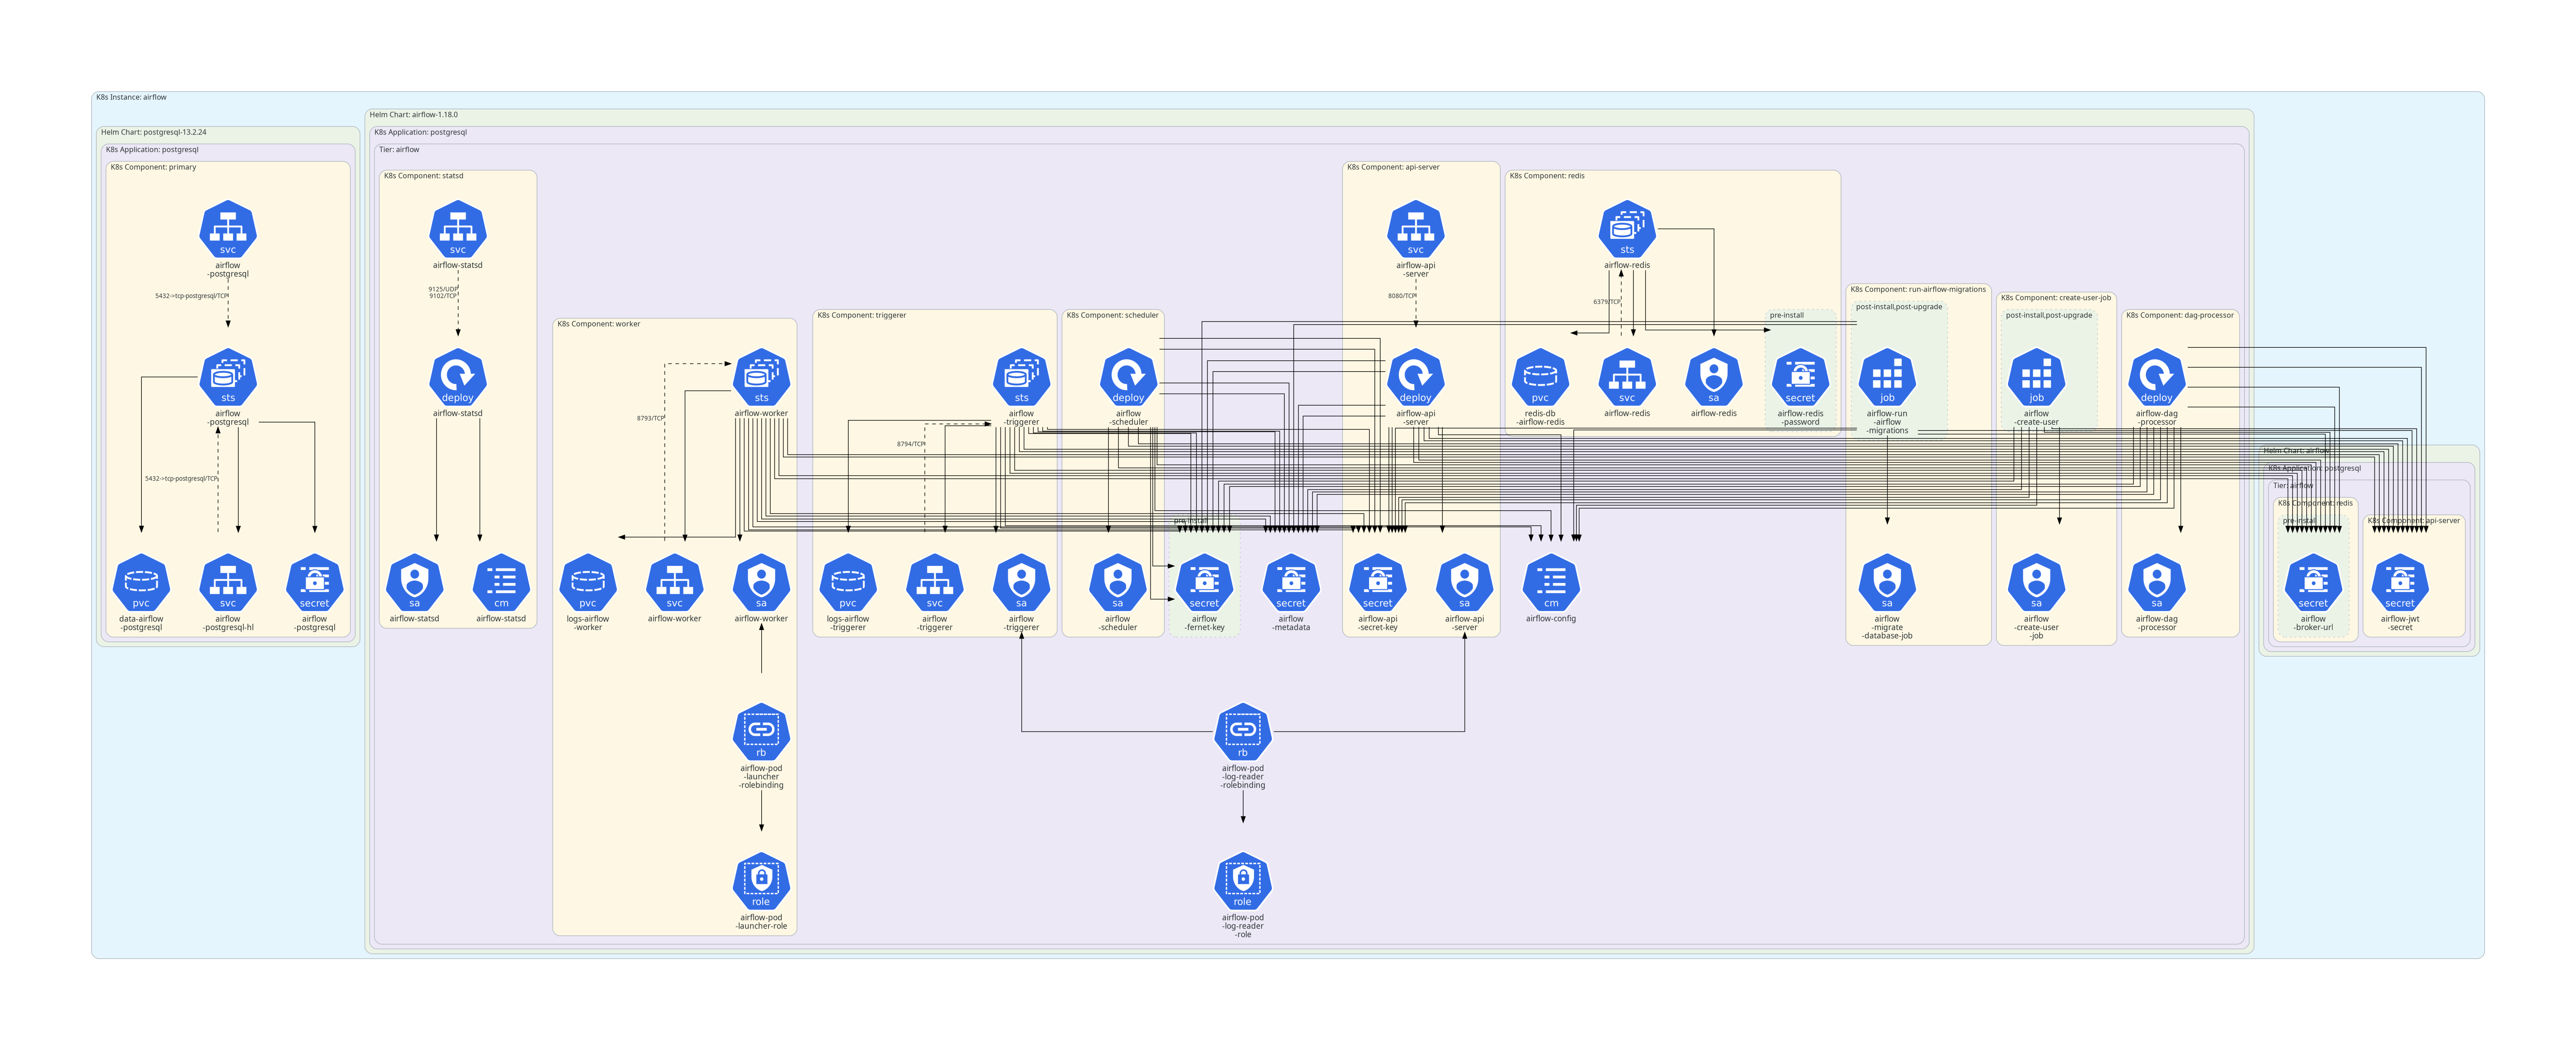 K8s Instance: airflow
Helm Chart: postgresql-13.2.24
K8s Application: postgresql
K8s Component: primary
svc
airflow
-postgresql
5432->tcp-postgresql/TCP
sts
airflow
-postgresql
5432->tcp-postgresql/TCP
pvc
data-airflow
-postgresql
svc
airflow
-postgresql-hl
secret
airflow
-postgresql
Helm Chart: airflow-1.18.0
K8s Application: postgresql
Tier: airflow
K8s Component: statsd
svc
airflow-statsd
9125/UDP
9102/TCP
deploy
airflow-statsd
sa
airflow-statsd
cm
airflow-statsd
K8s Component: worker
sts
airflow-worker
8793/TCP
pvc
logs-airflow
-worker
svc
airflow-worker
sa
airflow-worker
rb
airflow-pod
-launcher
-rolebinding
role
airflow-pod
-launcher-role
K8s Component: triggerer
sts
airflow
-triggerer
8794/TCP
pvc
logs-airflow
-triggerer
svc
airflow
-triggerer
sa
airflow
-triggerer
K8s Component: scheduler
deploy
airflow
-scheduler
sa
airflow
-scheduler
pre-install
secret
airflow
-fernet-key
secret
airflow
-metadata
rb
airflow-pod
-log-reader
-rolebinding
role
airflow-pod
-log-reader
-role
K8s Component: api-server
svc
airflow-api
-server
8080/TCP
deploy
airflow-api
-server
secret
airflow-api
-secret-key
sa
airflow-api
-server
K8s Component: redis
sts
airflow-redis
6379/TCP
pvc
redis-db
-airflow-redis
svc
airflow-redis
sa
airflow-redis
pre-install
secret
airflow-redis
-password
cm
airflow-config
K8s Component: run-airflow-migrations
post-install,post-upgrade
job
airflow-run
-airflow
-migrations
sa
airflow
-migrate
-database-job
K8s Component: create-user-job
post-install,post-upgrade
job
airflow
-create-user
sa
airflow
-create-user
-job
K8s Component: dag-processor
deploy
airflow-dag
-processor
sa
airflow-dag
-processor
Helm Chart: airflow
K8s Application: postgresql
Tier: airflow
K8s Component: redis
pre-install
secret
airflow
-broker-url
K8s Component: api-server
secret
airflow-jwt
-secret